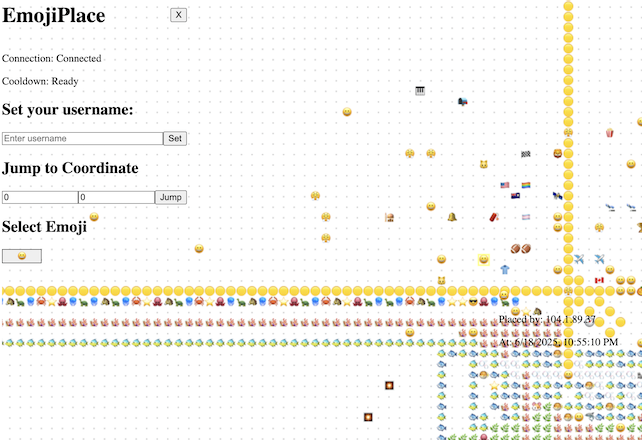 EmojiPlace
X
Connection: Connected
Cooldown: Ready
Set your username:
Enter username
Set
Jump to Coordinate
0
0
Jump
Select Emoji
Placed by: 104.1.89.37
At: 6/18/2025, 10:55:10 PM